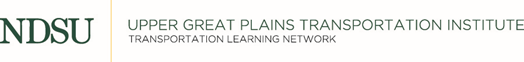 NDSU
UPPER GREAT PLAINS TRANSPORTATION INSTITUTE
TRANSPORTATION LEARNING NETWORK